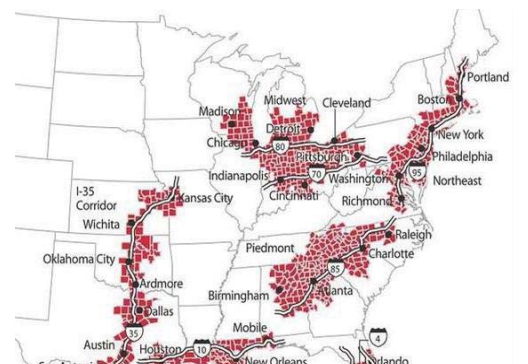 Portland
Madison
Midwest
Cleveland
Boston
Detroit
New York
Chicago
80
Pittsburgh
Philadelphia
Indianapolis
70
Washington
95
Northeast
I-35
Corridor
Kansas City
Cincinnati
Richmond
Wichita
Raleigh
Piedmont
Charlotte
Oklahoma City
85
Ardmore
Birmingham
Atlanta
Dallas
Mobile
35
4
Austin
Houston
10
New Orleans
Orlando